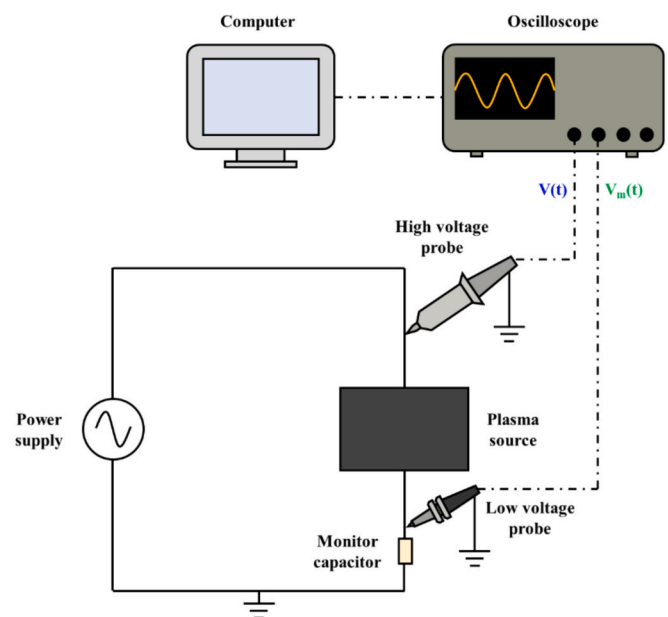 Computer
Oscilloscope
V(t)
Vₘ(t)
High voltage
probe
Power
supply
Plasma
source
Low voltage
probe
Monitor
capacitor